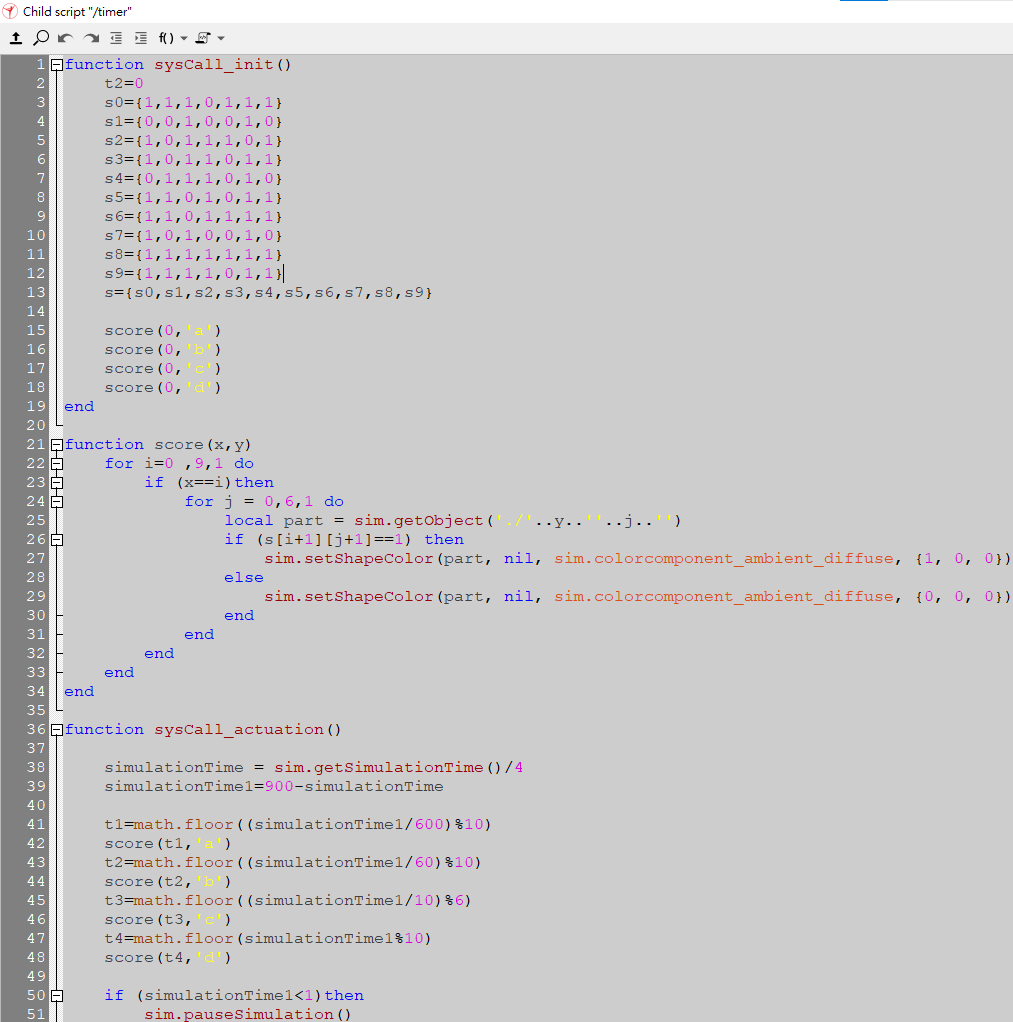 Child script "/timer"
f()
1 function sysCall_init()
2     t2=0
3     s0={1,1,1,0,1,1,1}
4     s1={0,0,1,0,0,1,0}
5     s2={1,0,1,1,1,0,1}
6     s3={1,0,1,1,0,1,1}
7     s4={0,1,1,1,0,1,0}
8     s5={1,1,0,1,0,1,1}
9     s6={1,1,0,1,1,1,1}
10     s7={1,0,1,0,0,1,0}
11     s8={1,1,1,1,1,1,1}
12     s9={1,1,1,1,0,1,1}
13     s={s0,s1,s2,s3,s4,s5,s6,s7,s8,s9}
14
15     score(0,'a')
16     score(0,'b')
17     score(0,'c')
18     score(0,'d')
19 end
20
21 function score(x,y)
22     for i=0 ,9,1 do
23         if (x==i)then
24             for j = 0,6,1 do
25                 local part = sim.getObject('./'..y..''..j..'')
26                 if (s[i+1][j+1]==1) then
27                     sim.setShapeColor(part, nil, sim.colorcomponent_ambient_diffuse, {1, 0, 0})
28                 else
29                     sim.setShapeColor(part, nil, sim.colorcomponent_ambient_diffuse, {0, 0, 0})
30                 end
31             end
32         end
33     end
34 end
35
36 function sysCall_actuation()
37
38     simulationTime = sim.getSimulationTime()/4
39     simulationTime1=900-simulationTime
40
41     t1=math.floor((simulationTime1/600)%10)
42     score(t1,'a')
43     t2=math.floor((simulationTime1/60)%10)
44     score(t2,'b')
45     t3=math.floor((simulationTime1/10)%6)
46     score(t3,'c')
47     t4=math.floor(simulationTime1%10)
48     score(t4,'d')
49
50     if (simulationTime1<1)then
51         sim.pauseSimulation()